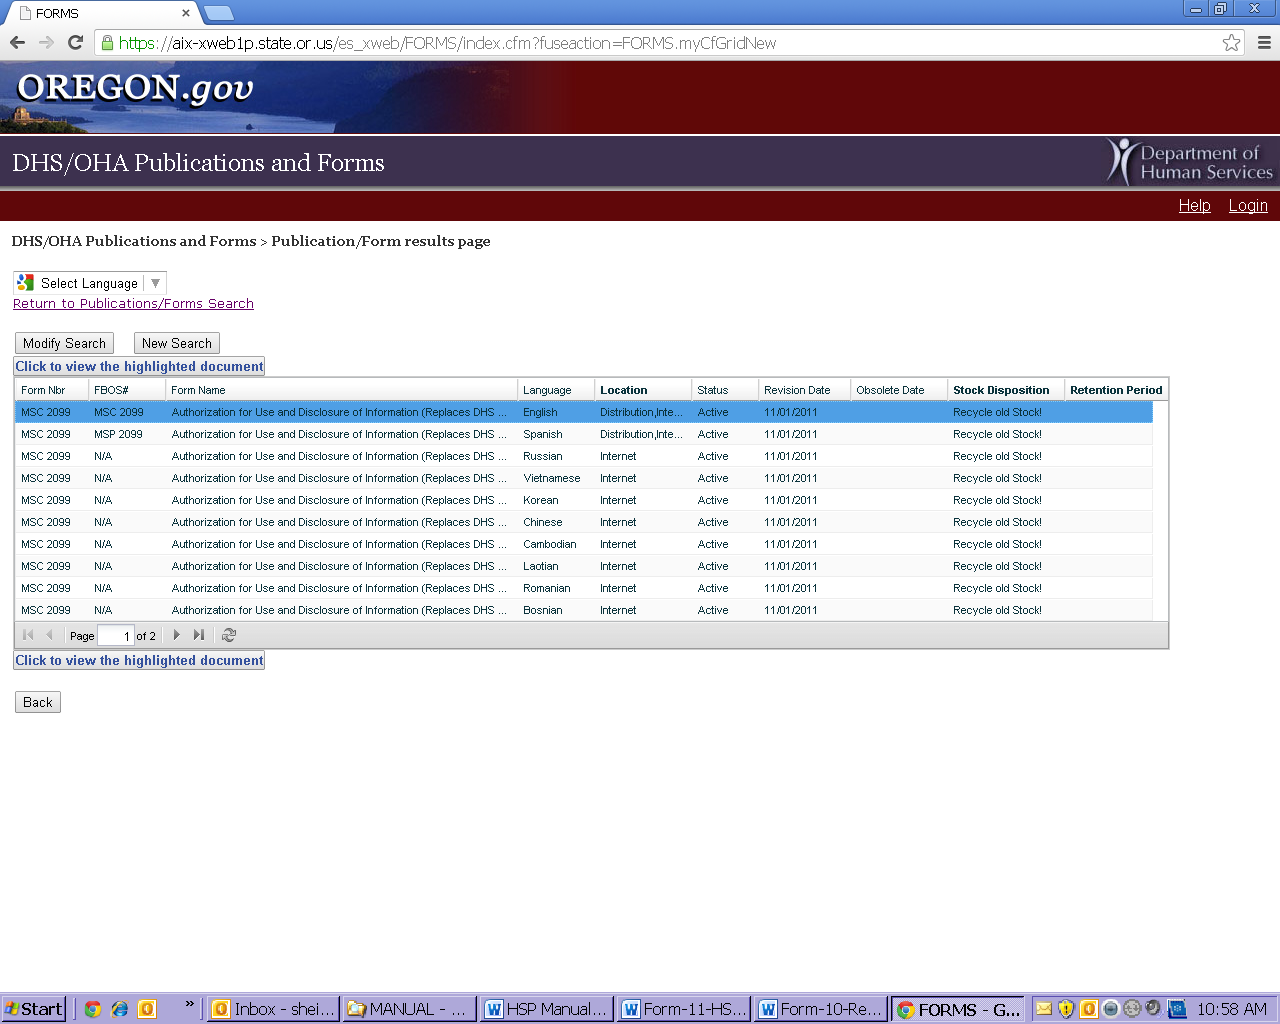 FORMS
https://aix-xweb1p.state.or.us/es_xweb/FORMS/index.cfm?fuseaction=FORMS.myCfGridNew
OREGON.gov
DHS/OHA Publications and Forms
Department of
Human Services
Help Login
DHS/OHA Publications and Forms > Publication/Form results page
Select Language
Return to Publications/Forms Search
Modify Search New Search
Click to view the highlighted document
Form Nbr FBOS# Form Name Language Location Status Revision Date Obsolete Date Stock Disposition Retention Period
MSC 2099 MSC 2099 Authorization for Use and Disclosure of Information (Replaces DHS ... English Distribution,Inte... Active 11/01/2011 Recycle old Stock!
MSC 2099 MSP 2099 Authorization for Use and Disclosure of Information (Replaces DHS ... Spanish Distribution,Inte... Active 11/01/2011 Recycle old Stock!
MSC 2099 N/A Authorization for Use and Disclosure of Information (Replaces DHS ... Russian Internet Active 11/01/2011 Recycle old Stock!
MSC 2099 N/A Authorization for Use and Disclosure of Information (Replaces DHS ... Vietnamese Internet Active 11/01/2011 Recycle old Stock!
MSC 2099 N/A Authorization for Use and Disclosure of Information (Replaces DHS ... Korean Internet Active 11/01/2011 Recycle old Stock!
MSC 2099 N/A Authorization for Use and Disclosure of Information (Replaces DHS ... Chinese Internet Active 11/01/2011 Recycle old Stock!
MSC 2099 N/A Authorization for Use and Disclosure of Information (Replaces DHS ... Cambodian Internet Active 11/01/2011 Recycle old Stock!
MSC 2099 N/A Authorization for Use and Disclosure of Information (Replaces DHS ... Laotian Internet Active 11/01/2011 Recycle old Stock!
MSC 2099 N/A Authorization for Use and Disclosure of Information (Replaces DHS ... Romanian Internet Active 11/01/2011 Recycle old Stock!
MSC 2099 N/A Authorization for Use and Disclosure of Information (Replaces DHS ... Bosnian Internet Active 11/01/2011 Recycle old Stock!
Page 1 of 2
Click to view the highlighted document
Back
Start » Inbox - shei... MANUAL - ... HSP Manual... Form-11-HS... Form-10-Re... FORMS - G... 10:58 AM